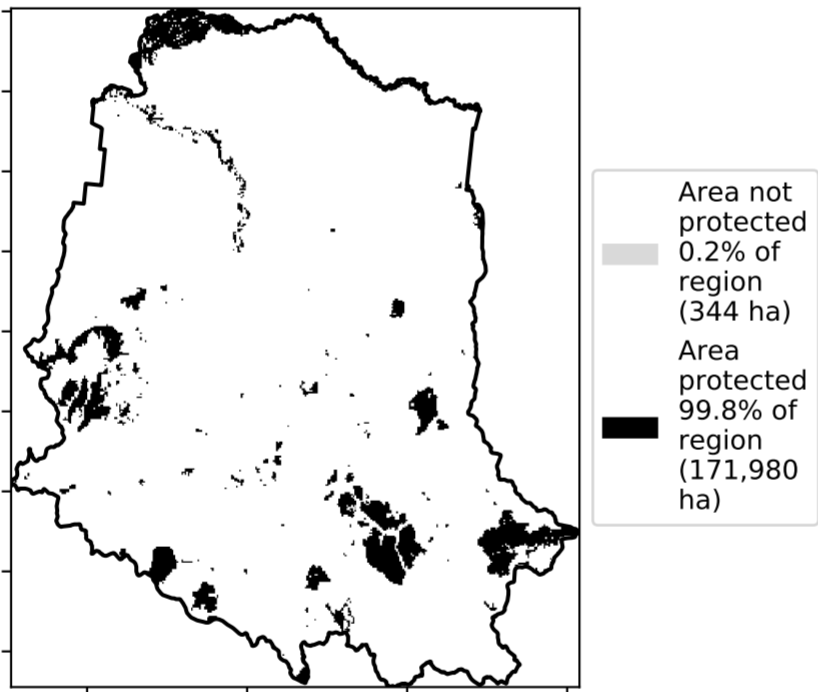 Area not
protected
0.2% of
region
(344 ha)
Area
protected
99.8% of
region
(171,980
ha)